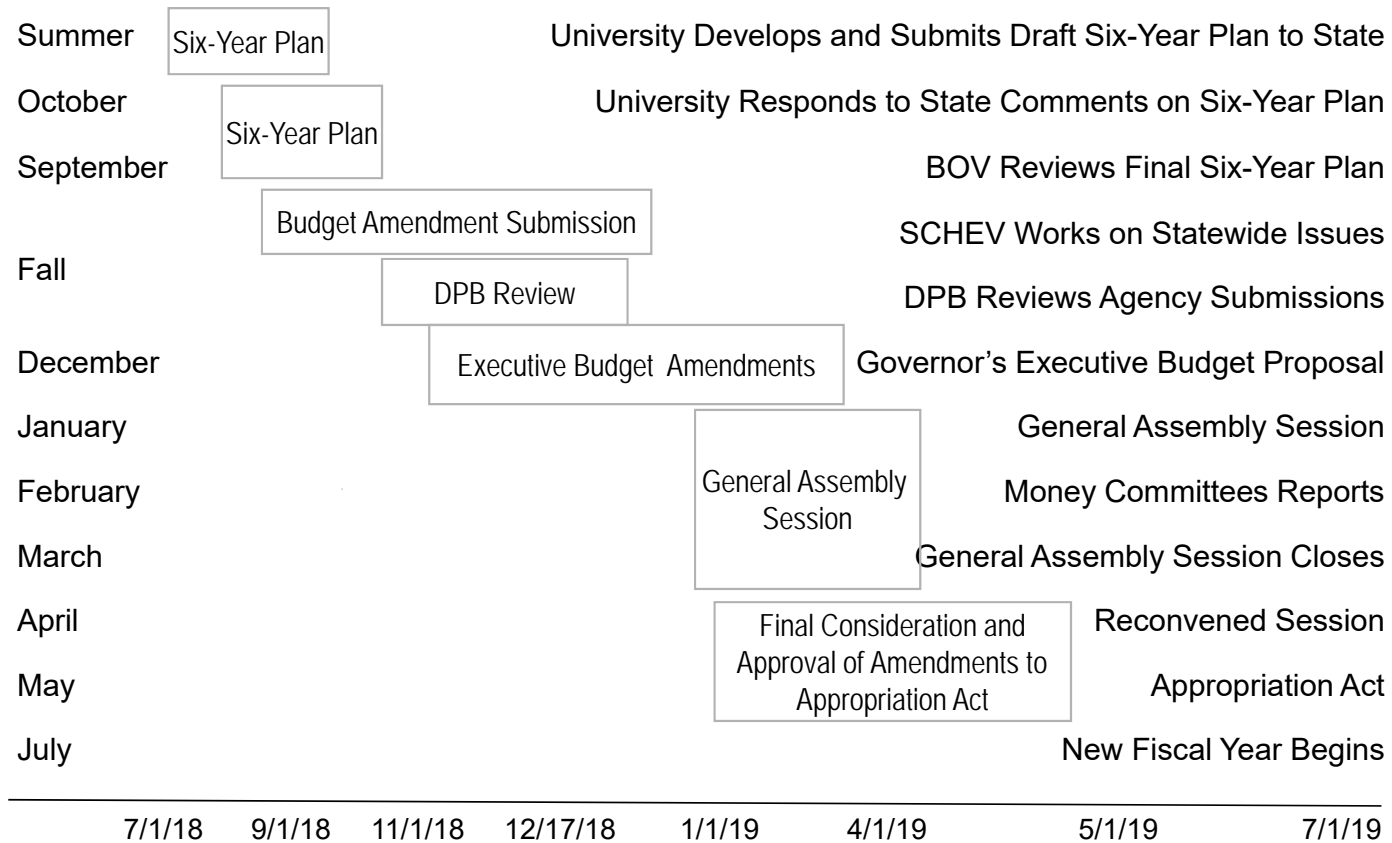 Summer
Six-Year Plan
University Develops and Submits Draft Six-Year Plan to State
October
University Responds to State Comments on Six-Year Plan
Six-Year Plan
September
BOV Reviews Final Six-Year Plan
Budget Amendment Submission
SCHEV Works on Statewide Issues
Fall
DPB Review
DPB Reviews Agency Submissions
December
Executive Budget Amendments
Governor’s Executive Budget Proposal
January
General Assembly Session
February
General Assembly
Session
Money Committees Reports
March
General Assembly Session Closes
April
Final Consideration and
Approval of Amendments to
Appropriation Act
Reconvened Session
May
Appropriation Act
July
New Fiscal Year Begins
7/1/18 9/1/18 11/1/18 12/17/18 1/1/19 4/1/19 5/1/19 7/1/19